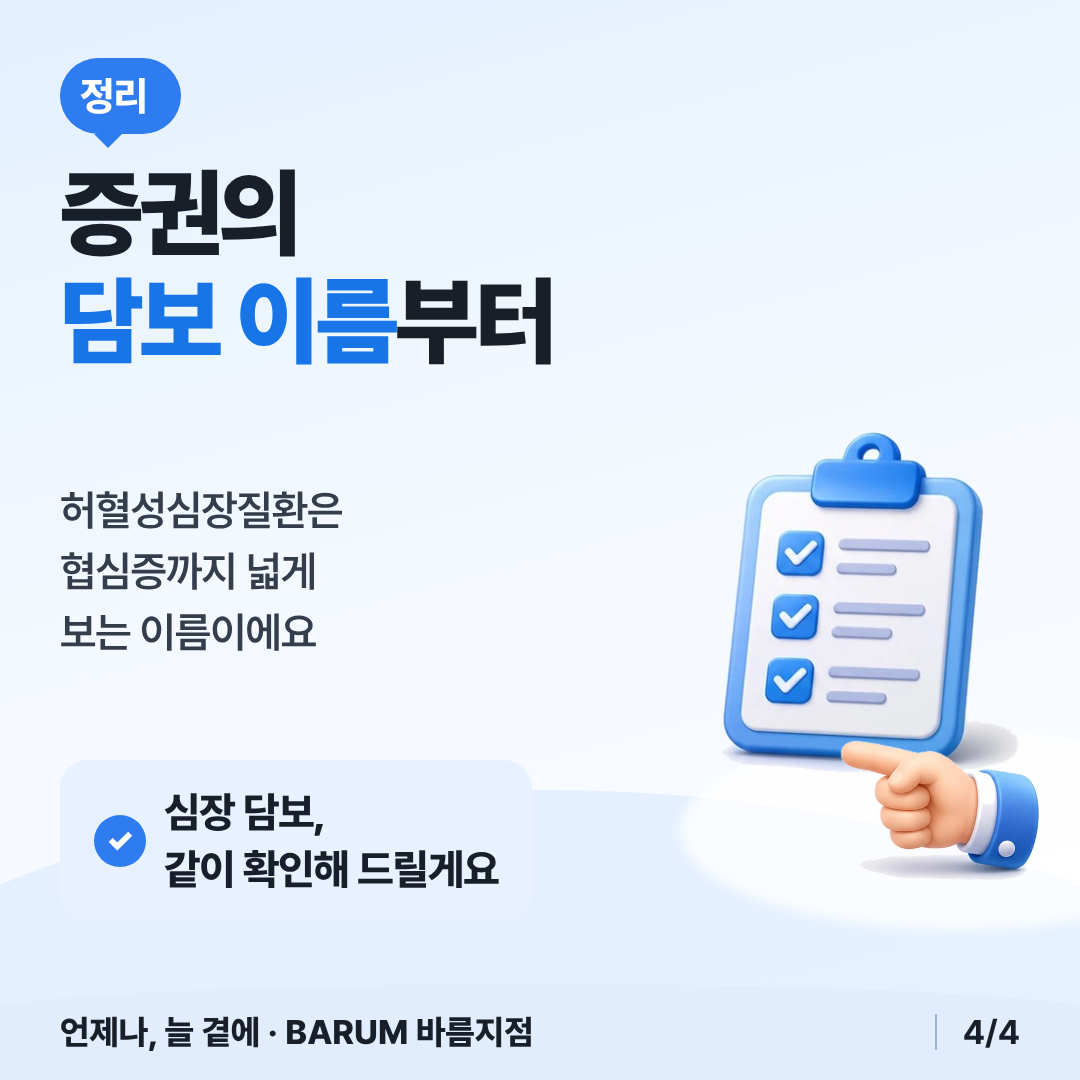 정리
증권의
담보 이름부터
허혈성심장질환은
협심증까지 넓게
보는 이름이에요
심장 담보,
같이 확인해 드릴게요
언제나, 늘 곁에 · BARUM 바름지점
4/4